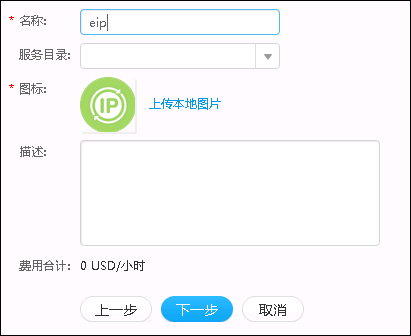 * 名称： eip
服务目录：
* 图标： IP 上传本地图片
描述：
费用合计： 0 USD/小时
上一步 下一步 取消